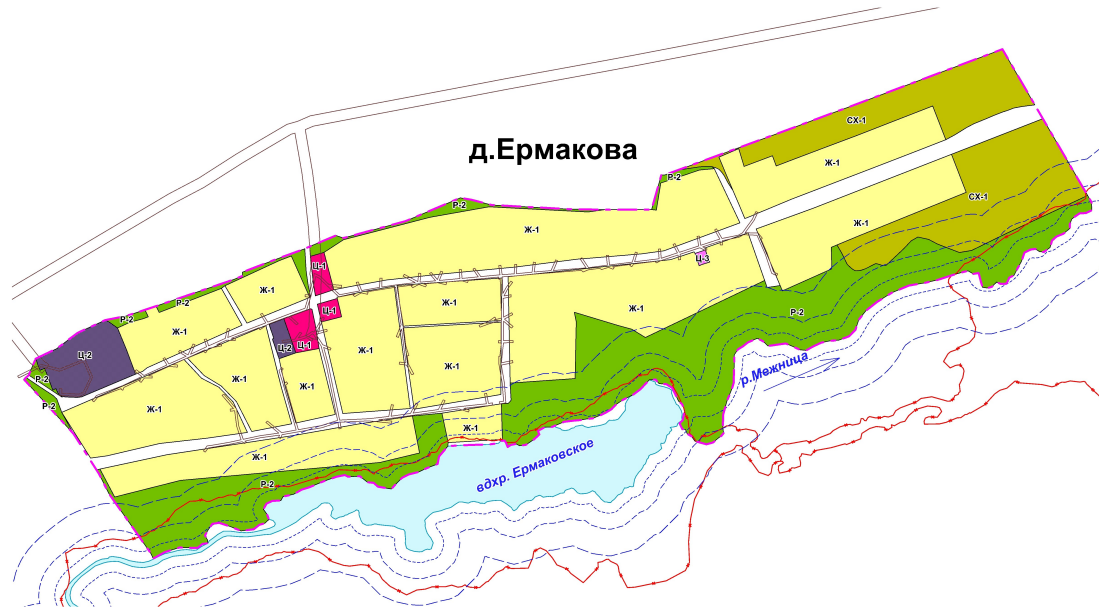 СХ-1
д.Ермакова
Ж-1
Р-2
СХ-1
Р-2
Ж-1
Ж-1
Ц-3
Ц-1
Ж-1
Р-2
Ж-1
Ж-1
Ц-1
Р-2
Р-2
Ж-1
Ц-2
Ц-2
Ц-1
Ж-1
Ж-1
р.Межница
Р-2
Ж-1
Ж-1
Р-2
Ж-1
Ж-1
Ж-1
вдхр. Ермаковское
Р-2